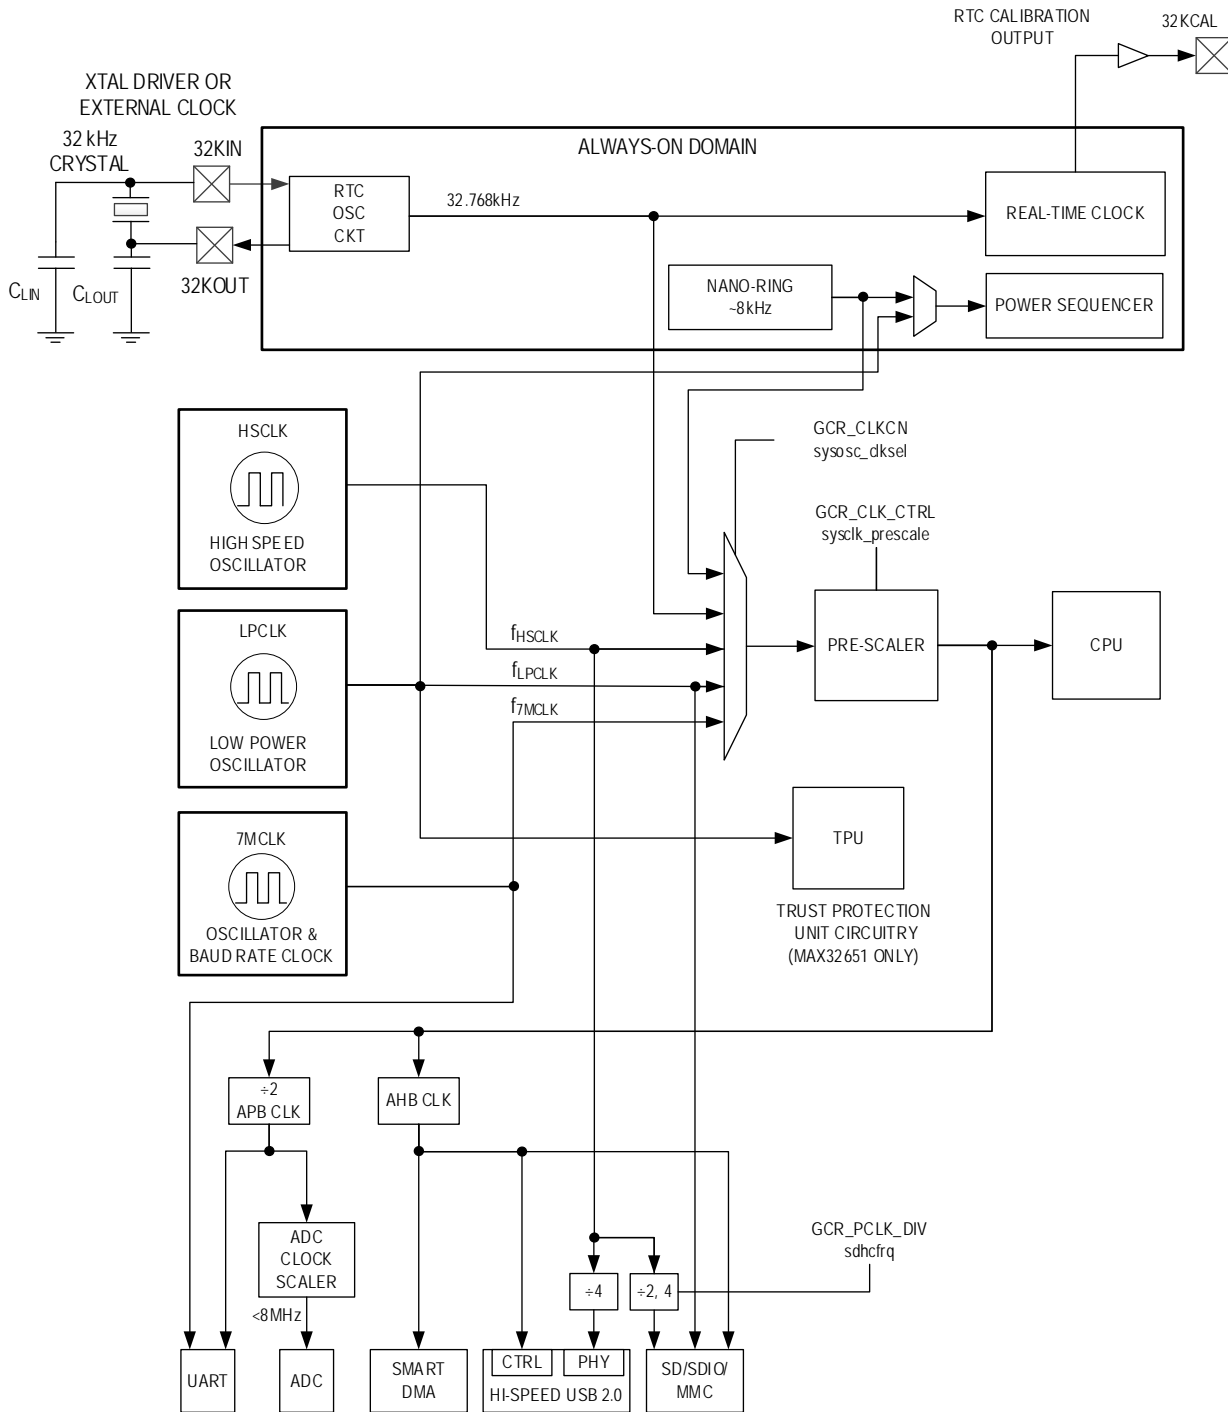 RTC CALIBRATION
OUTPUT
32KCAL
XTAL DRIVER OR
EXTERNAL CLOCK
32 kHz
CRYSTAL
32KIN
ALWAYS-ON DOMAIN
RTC
OSC
CKT
32.768kHz
REAL-TIME CLOCK
32KOUT
CLIN
CLOUT
NANO-RING
~8kHz
POWER SEQUENCER
HSCLK
HIGH SPEED
OSCILLATOR
GCR_CLKCN
sysosc_clksel
GCR_CLK_CTRL
sysclk_prescale
LPCLK
LOW POWER
OSCILLATOR
fHSCLK
fLPCLK
f7MCLK
PRE-SCALER
CPU
7MCLK
OSCILLATOR &
BAUD RATE CLOCK
TPU
TRUST PROTECTION
UNIT CIRCUITRY
(MAX32651 ONLY)
÷2
APB CLK
AHB CLK
ADC
CLOCK
SCALER
<8MHz
÷4
÷2, 4
GCR_PCLK_DIV
sdhcfrq
UART
ADC
SMART
DMA
CTRL
PHY
HI-SPEED USB 2.0
SD/SDIO/
MMC